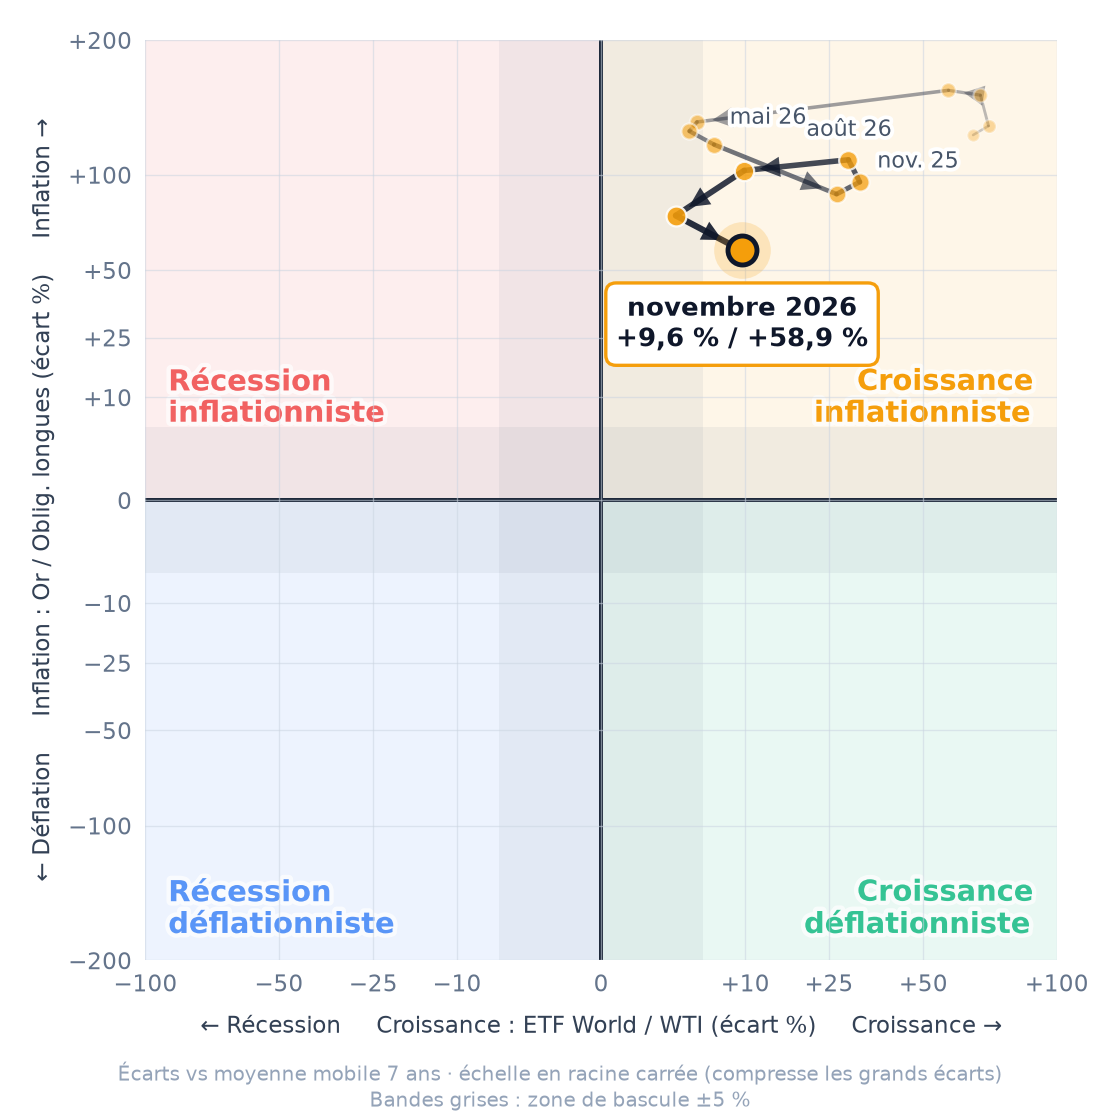 +200
+100
+50
+25
+10
0
−10
−25
−50
−100
−200
← Déflation Inflation : Or / Oblig. longues (écart %) Inflation →
mai 26
août 26
nov. 25
novembre 2026
+9,6 % / +58,9 %
Récession
inflationniste
Croissance
inflationniste
Récession
déflationniste
Croissance
déflationniste
−100 −50 −25 −10 0 +10 +25 +50 +100
← Récession Croissance : ETF World / WTI (écart %) Croissance →
Écarts vs moyenne mobile 7 ans · échelle en racine carrée (compresse les grands écarts)
Bandes grises : zone de bascule ±5 %